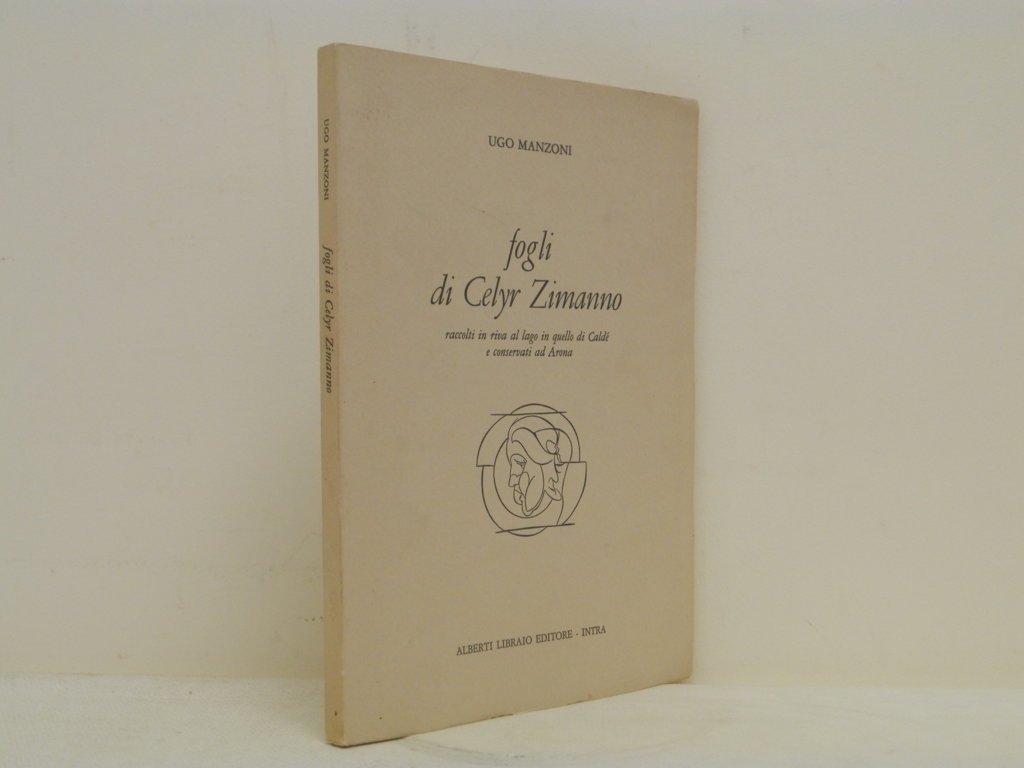 UGO MANZONI
fogli di Celyr Zimanno
UGO MANZONI
fogli
di Celyr Zimanno
raccolti in riva al lago in quello di Caldé
e conservati ad Arona
ALBERTI LIBRAIO EDITORE - INTRA